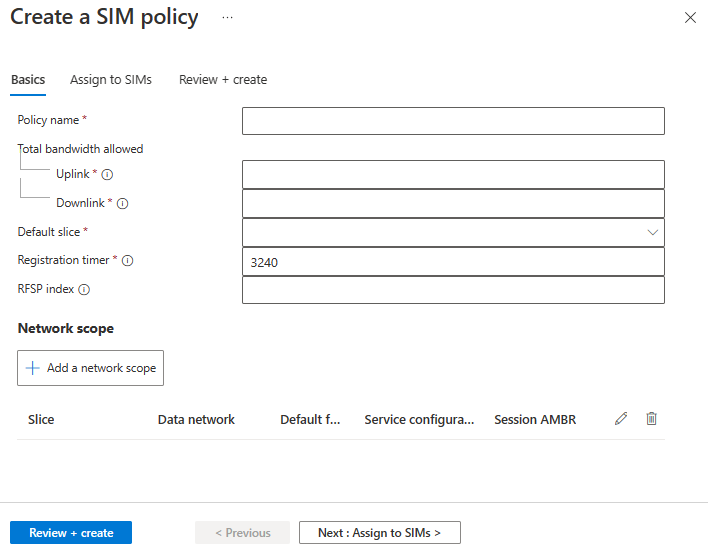 Create a SIM policy ...
Basics Assign to SIMs Review + create
Policy name *
Total bandwidth allowed
Uplink *
Downlink *
Default slice *
Registration timer * 3240
RFSP index
Network scope
+ Add a network scope
Slice Data network Default f... Service configura... Session AMBR
Review + create < Previous Next : Assign to SIMs >